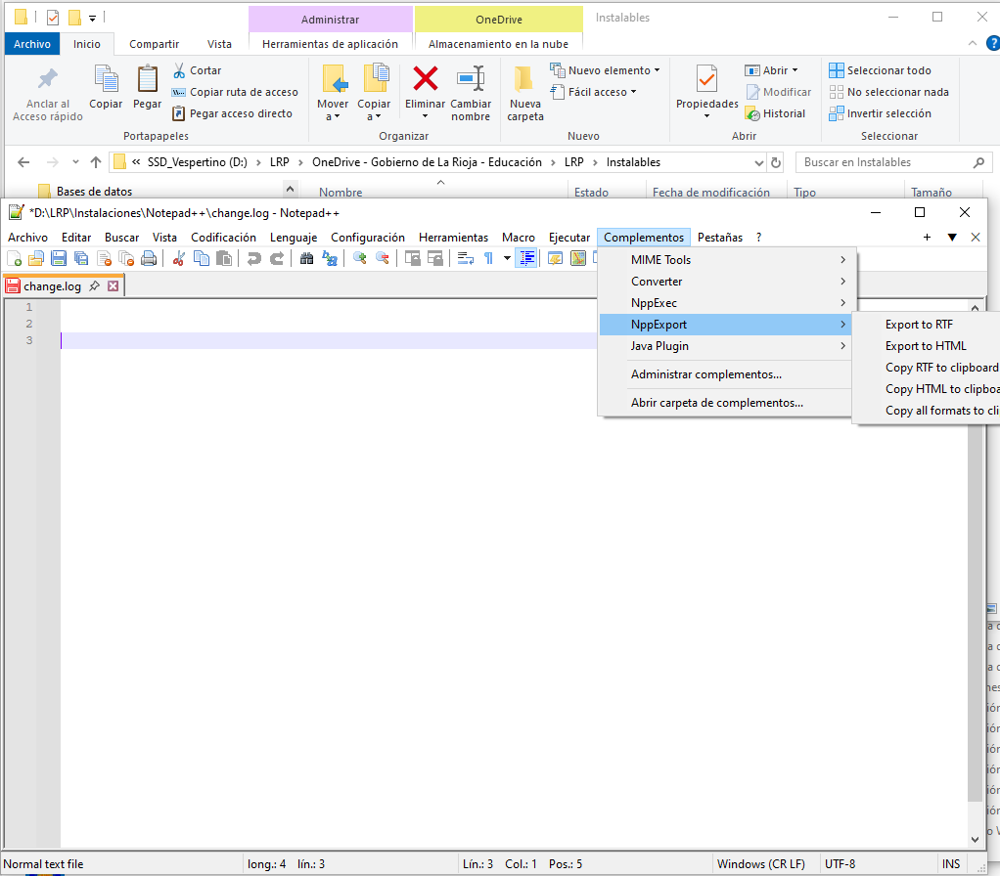 Administrar OneDrive Instalables
Archivo Inicio Compartir Vista Herramientas de aplicación Almacenamiento en la nube
Anclar al
Acceso rápido
Copiar
Pegar
Cortar
Copiar ruta de acceso
Pegar acceso directo
Portapapeles
Mover
a
Copiar
a
Eliminar
Cambiar
nombre
Organizar
Nueva
carpeta
Nuevo elemento
Fácil acceso
Nuevo
Propiedades
Abrir
Modificar
Historial
Abrir
Seleccionar todo
No seleccionar nada
Invertir selección
Seleccionar
« SSD_Vespertino (D:) > LRP > OneDrive - Gobierno de La Rioja - Educación > LRP > Instalables
Buscar en Instalables
Bases de datos
Nombre Estado Fecha de modificación Tipo Tamaño
*D:\LRP\Instalaciones\Notepad++\change.log - Notepad++
Archivo Editar Buscar Vista Codificación Lenguaje Configuración Herramientas Macro Ejecutar Complementos Pestañas ?
change.log
1
2
3
MIME Tools
Converter
NppExec
NppExport
Java Plugin
Administrar complementos...
Abrir carpeta de complementos...
Export to RTF
Export to HTML
Copy RTF to clipboard
Copy HTML to clipboa
Copy all formats to cli
Normal text file long.: 4 lín.: 3 Lín.: 3 Col.: 1 Pos.: 5 Windows (CR LF) UTF-8 INS